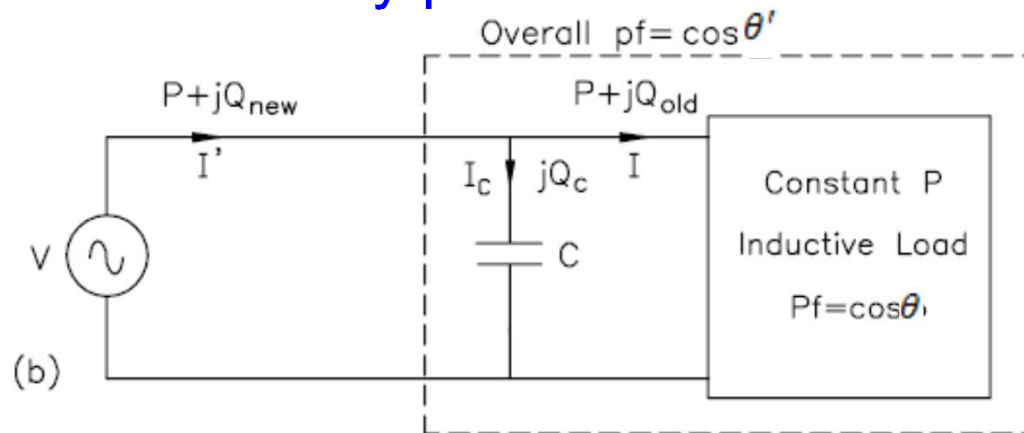 Overall pf= cosθ'
P+jQnew
P+jQold
I'
Ic
jQc
I
Constant P
V
C
Inductive Load
Pf=cosθ
(b)